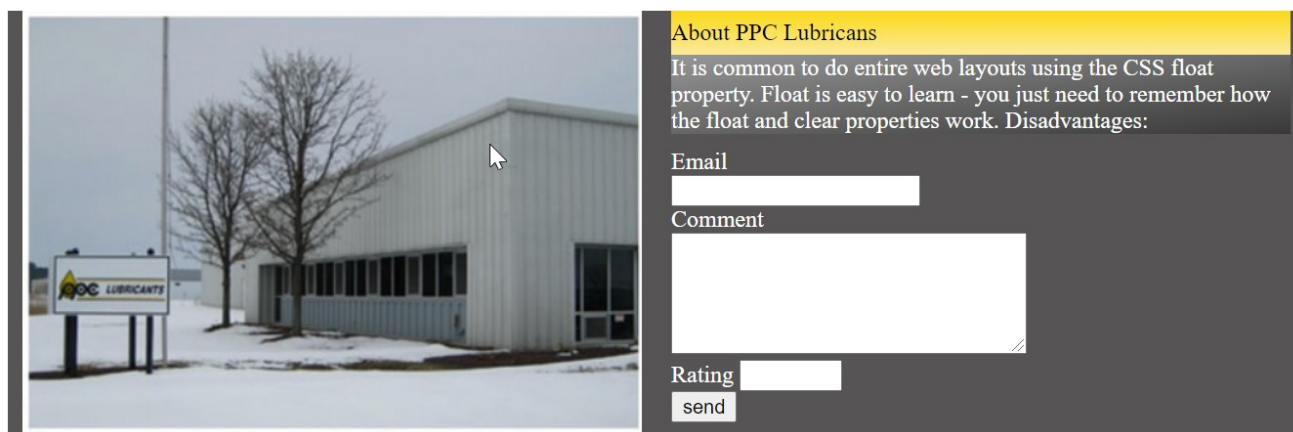 PPC LUBRICANTS
About PPC Lubricans
It is common to do entire web layouts using the CSS float
property. Float is easy to learn - you just need to remember how
the float and clear properties work. Disadvantages:
Email
Comment
Rating
send